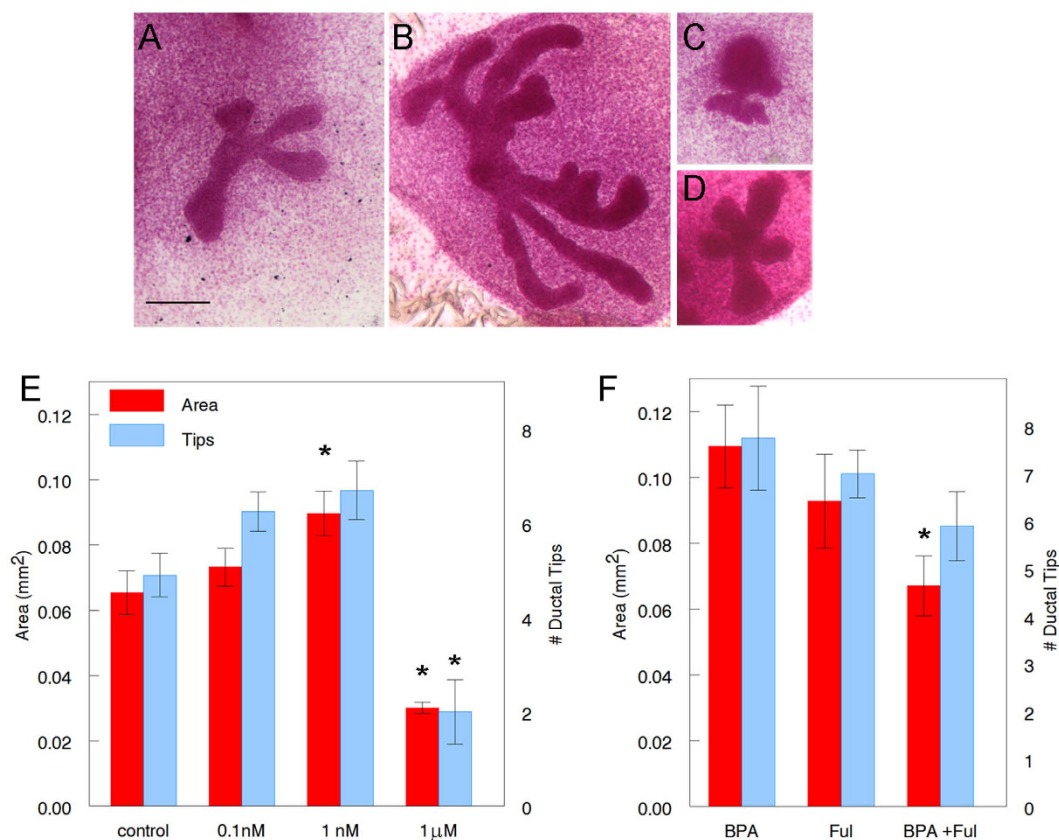 A
B
C
D
E
Area
Tips
*
*
*
0.12
0.10
0.08
0.06
0.04
0.02
0.00
Area (mm²)
8
6
4
2
0
# Ductal Tips
control
0.1nM
1 nM
1 μM
F
*
0.12
0.10
0.08
0.06
0.04
0.02
0.00
Area (mm²)
8
7
6
5
4
3
2
1
0
# Ductal Tips
BPA
Ful
BPA +Ful